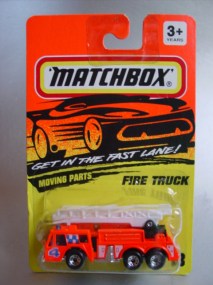 3+
YEARS
MATCHBOX
®
GET IN THE FAST LANE!
MOVING PARTS
FIRE TRUCK